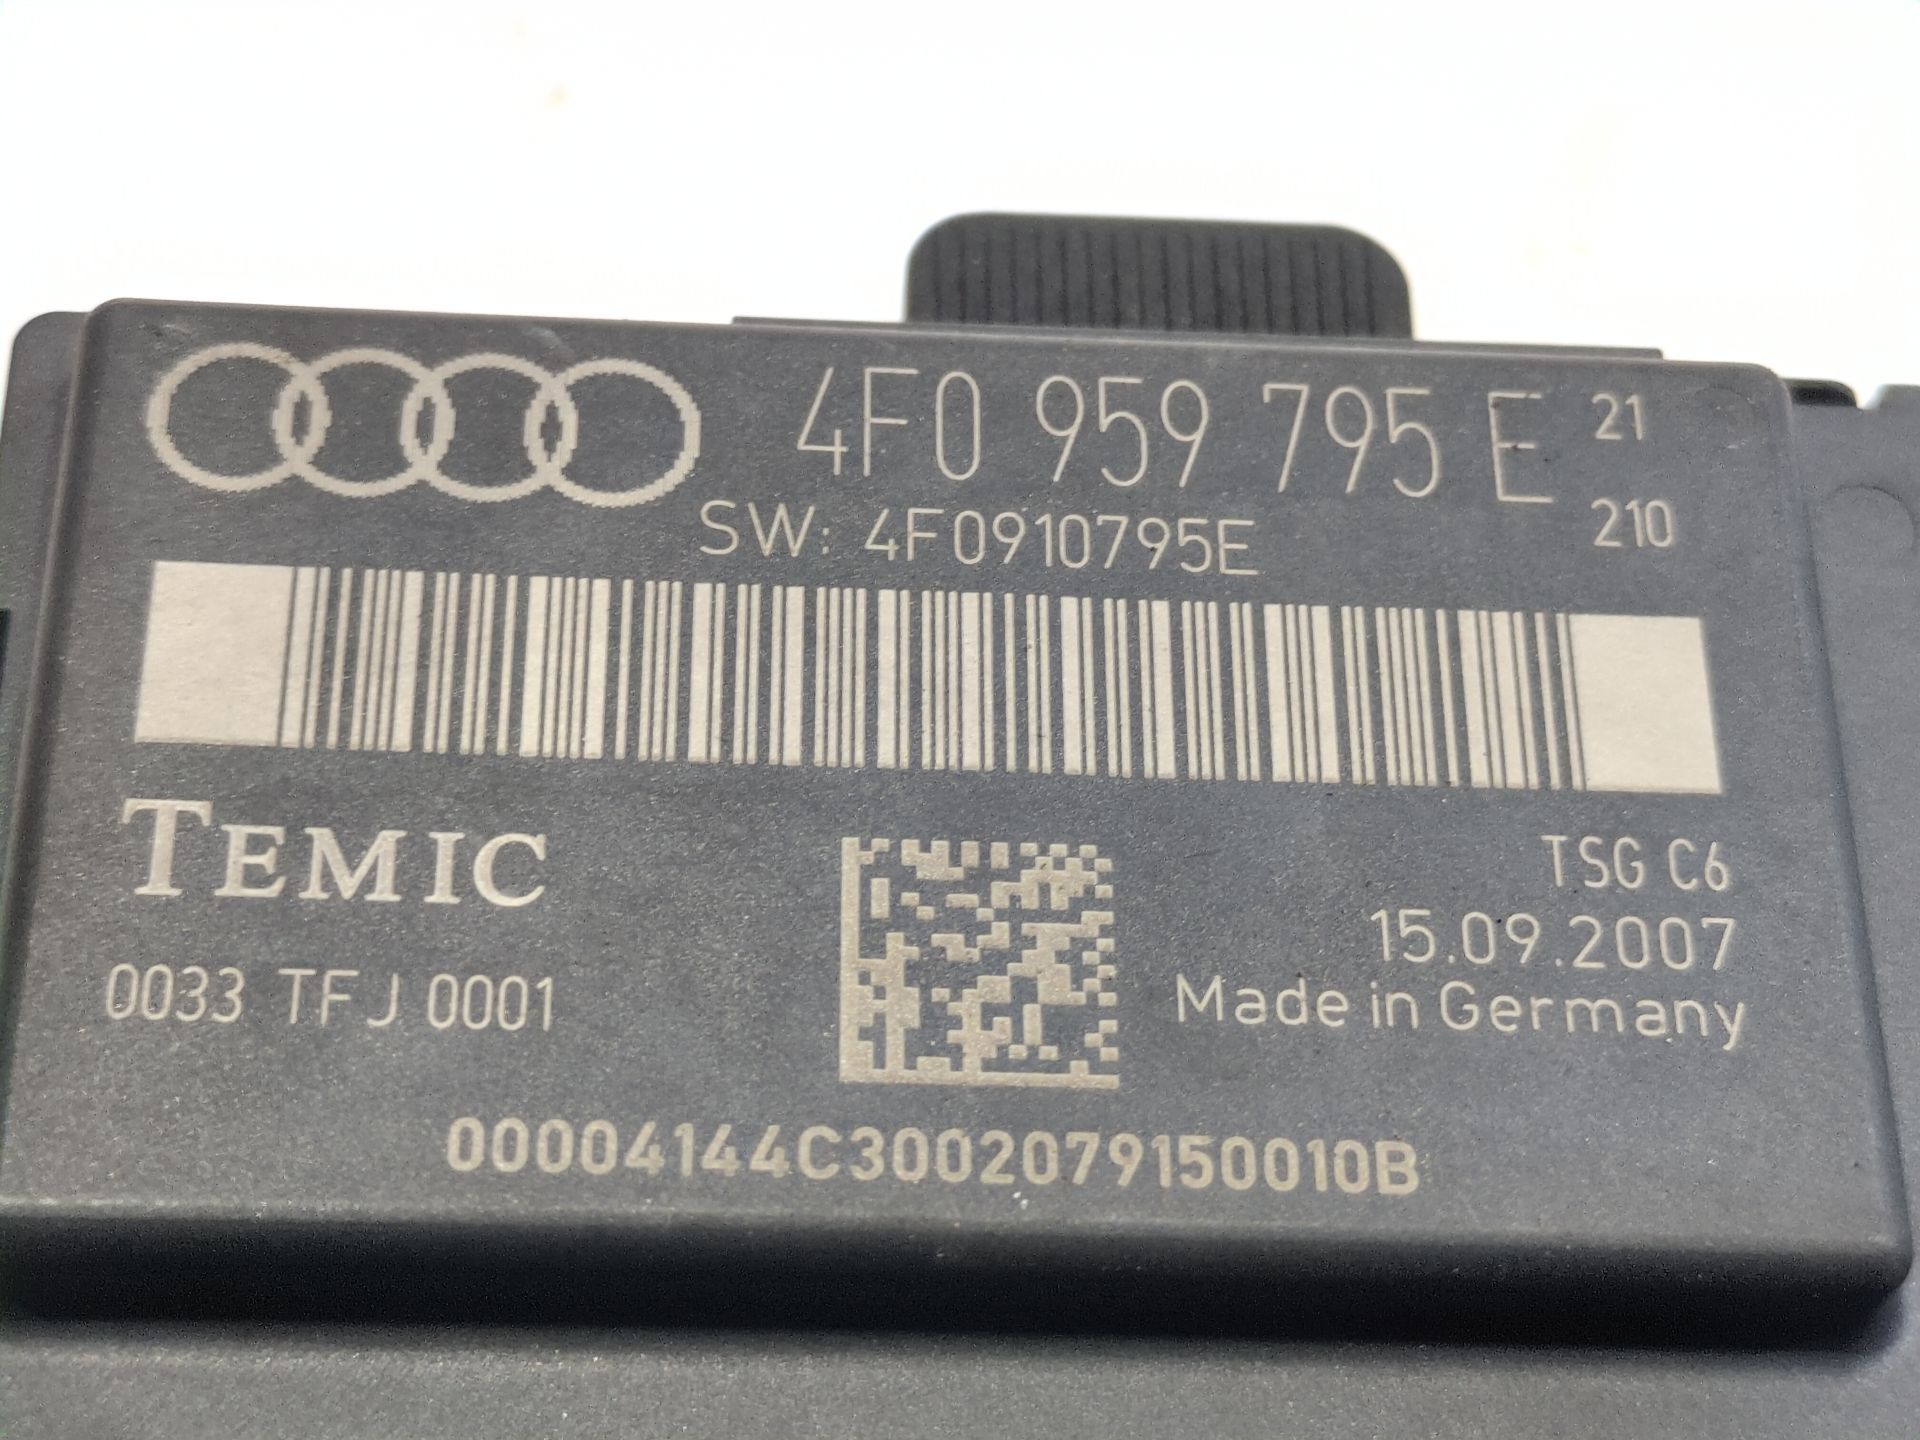 4F0 959 795 E 21
210
SW: 4F0910795E
TEMIC
TSG C6
15.09.2007
0033 TFJ 0001
Made in Germany
00004144C3002079150010B